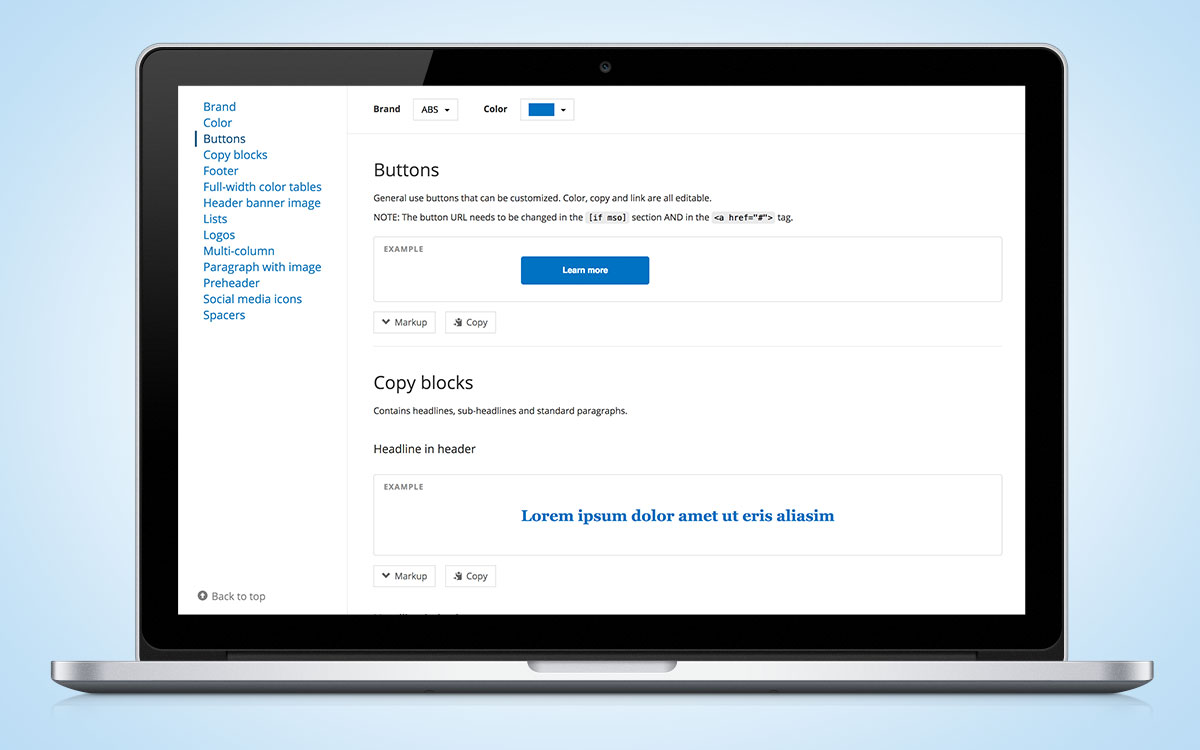 Brand
Color
Buttons
Copy blocks
Footer
Full-width color tables
Header banner image
Lists
Logos
Multi-column
Paragraph with image
Preheader
Social media icons
Spacers
Back to top
Brand ABS Color
Buttons
General use buttons that can be customized. Color, copy and link are all editable.
NOTE: The button URL needs to be changed in the [if mso] section AND in the <a href="#"> tag.
EXAMPLE
Learn more
Markup Copy
Copy blocks
Contains headlines, sub-headlines and standard paragraphs.
Headline in header
EXAMPLE
Lorem ipsum dolor amet ut eris aliasim
Markup Copy